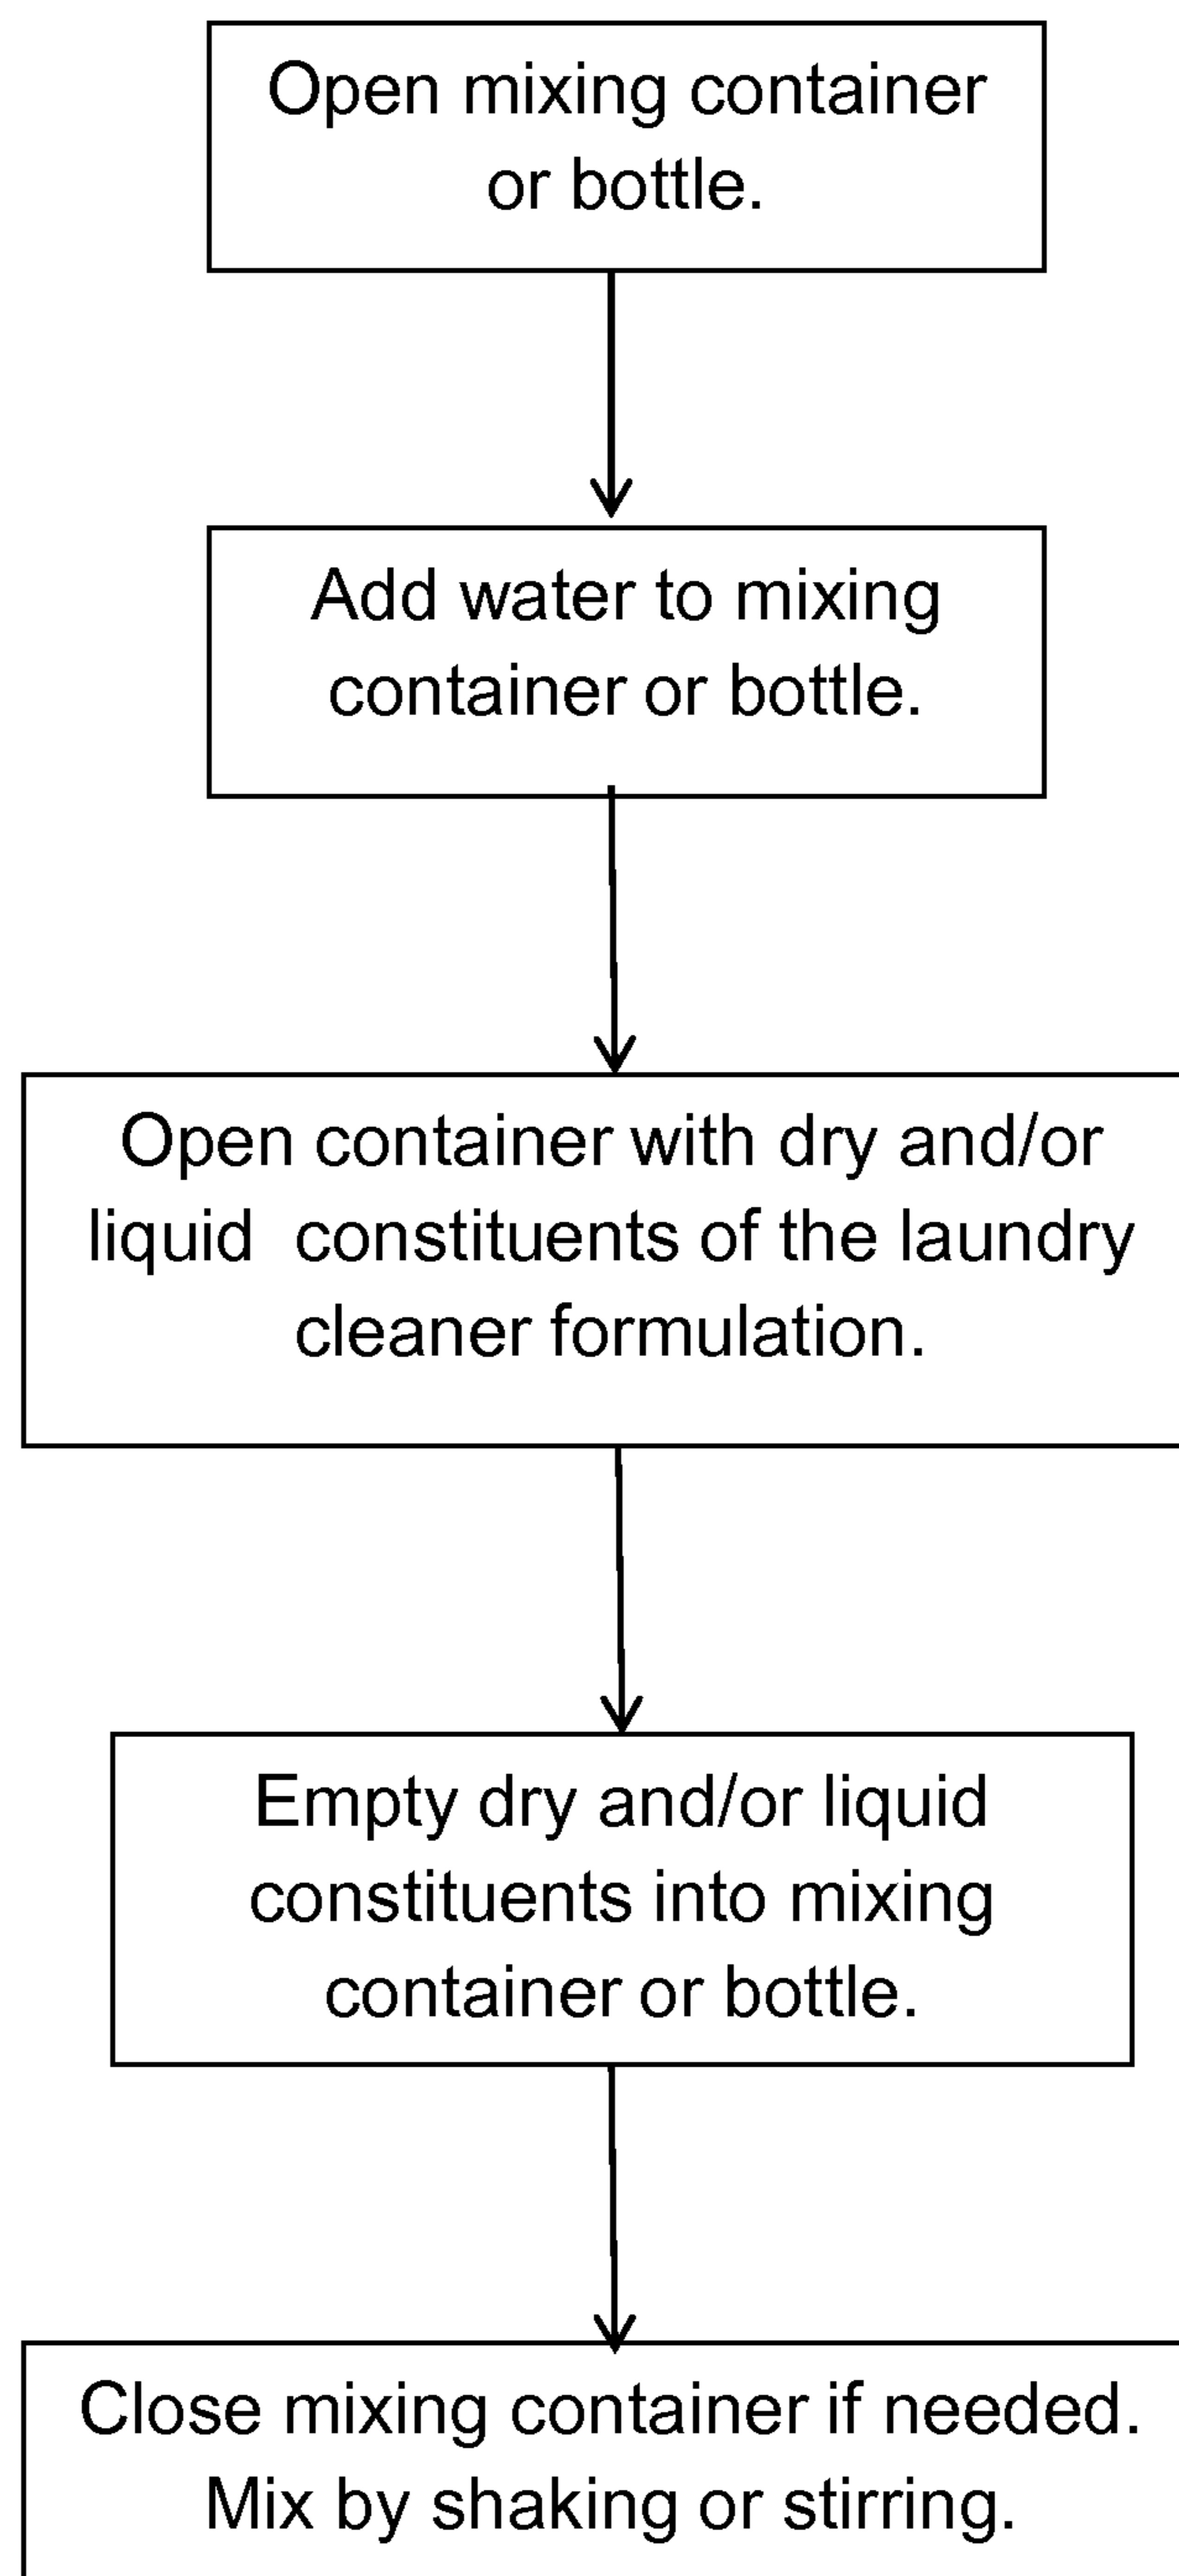 Open mixing container
or bottle.
Add water to mixing
container or bottle.
Open container with dry and/or
liquid  constituents of the laundry
cleaner formulation.
Empty dry and/or liquid
constituents into mixing
container or bottle.
Close mixing container if needed.
Mix by shaking or stirring.